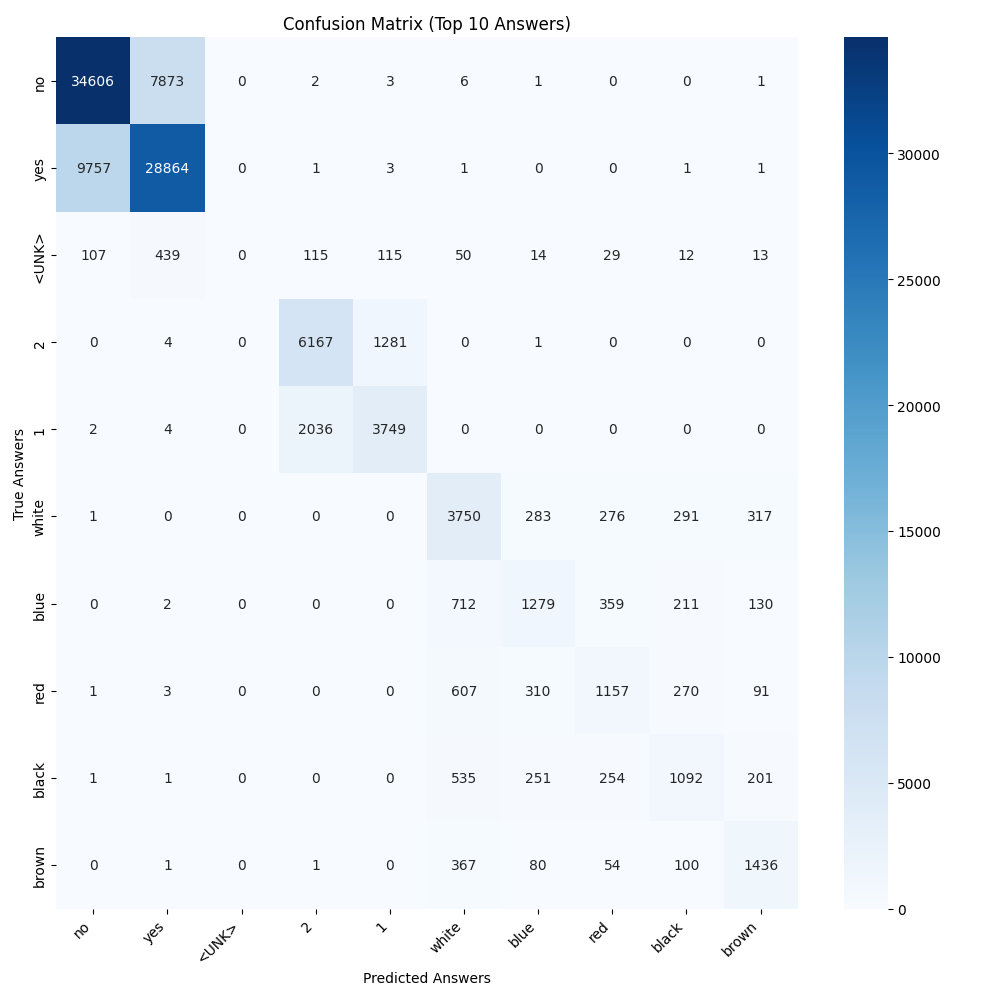 Confusion Matrix (Top 10 Answers)
True Answers
no 34606 7873 0 2 3 6 1 0 0 1
yes 9757 28864 0 1 3 1 0 0 1 1
<UNK> 107 439 0 115 115 50 14 29 12 13
2 0 4 0 6167 1281 0 1 0 0 0
1 2 4 0 2036 3749 0 0 0 0 0
white 1 0 0 0 0 3750 283 276 291 317
blue 0 2 0 0 0 712 1279 359 211 130
red 1 3 0 0 0 607 310 1157 270 91
black 1 1 0 0 0 535 251 254 1092 201
brown 0 1 0 1 0 367 80 54 100 1436
no yes <UNK> 2 1 white blue red black brown
Predicted Answers
30000
25000
20000
15000
10000
5000
0